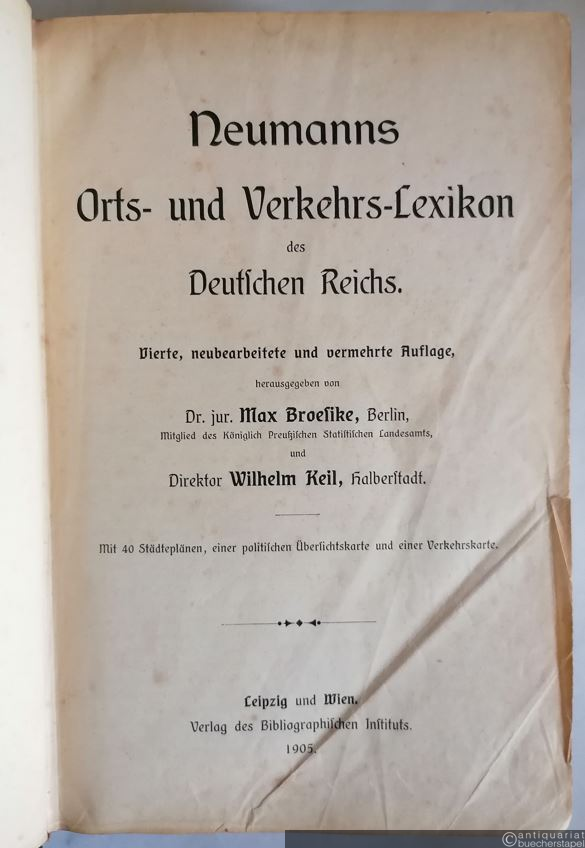 Neumanns
Orts- und Verkehrs-Lexikon
des
Deutſchen Reichs.
Vierte, neubearbeitete und vermehrte Auflage,
herausgegeben von
Dr. jur. Max Broeſike, Berlin,
Mitglied des Königlich Preußiſchen Statiſtiſchen Landesamts,
und
Direktor Wilhelm Keil, Halberſtadt.
Mit 40 Städteplänen, einer politiſchen Überſichtskarte und einer Verkehrskarte.
Leipzig und Wien.
Verlag des Bibliographiſchen Inſtituts.
1905.
©antiquariat
buecherstapel